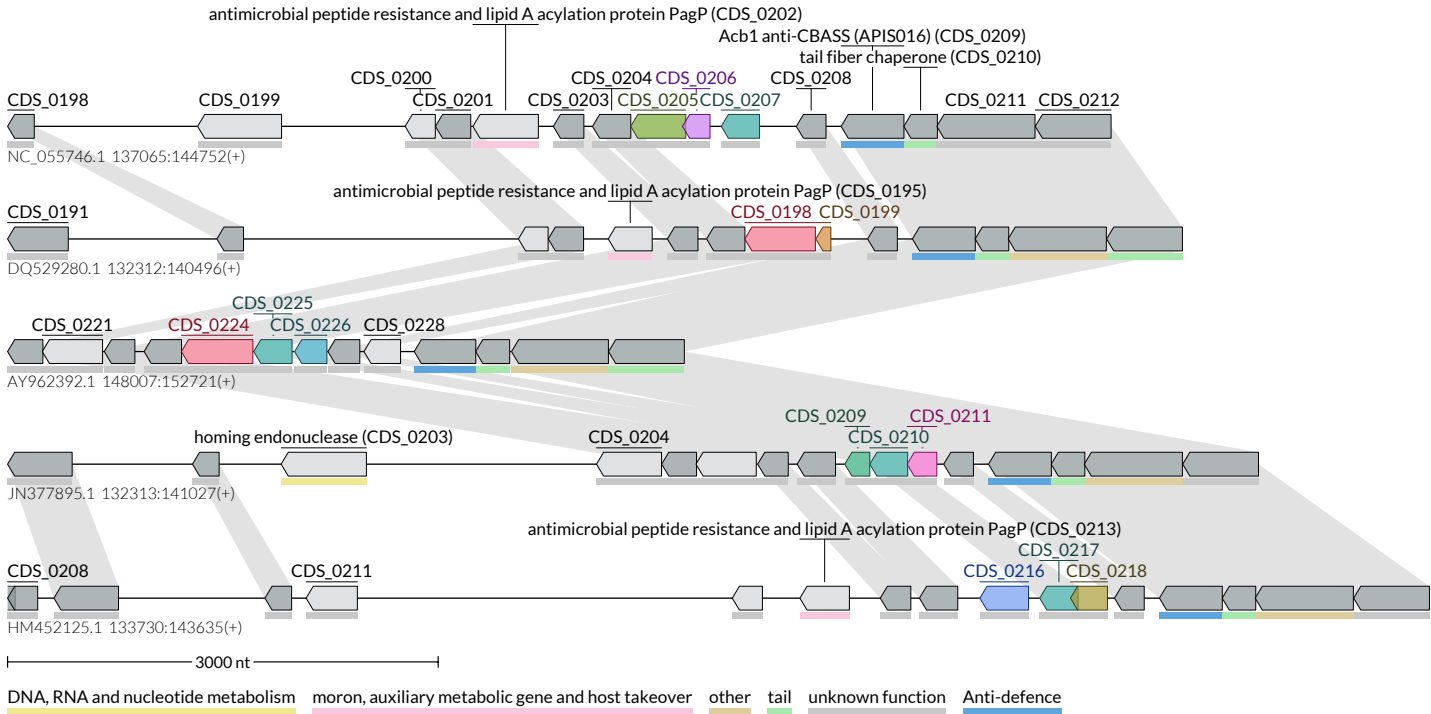 antimicrobial peptide resistance and lipid A acylation protein PagP (CDS_0202)
Acb1 anti-CBASS (APIS016) (CDS_0209)
tail fiber chaperone (CDS_0210)
CDS_0200 CDS_0204 CDS_0206 CDS_0208
CDS_0198 CDS_0199 CDS_0201 CDS_0203 CDS_0205 CDS_0207 CDS_0211 CDS_0212
NC_055746.1 137065:144752(+)
antimicrobial peptide resistance and lipid A acylation protein PagP (CDS_0195)
CDS_0191 CDS_0198 CDS_0199
DQ529280.1 132312:140496(+)
CDS_0225
CDS_0221 CDS_0224 CDS_0226 CDS_0228
AY962392.1 148007:152721(+)
CDS_0209 CDS_0211
homing endonuclease (CDS_0203) CDS_0204 CDS_0210
JN377895.1 132313:141027(+)
antimicrobial peptide resistance and lipid A acylation protein PagP (CDS_0213)
CDS_0217
CDS_0208 CDS_0211 CDS_0216 CDS_0218
HM452125.1 133730:143635(+)
3000 nt
DNA, RNA and nucleotide metabolism moron, auxiliary metabolic gene and host takeover other tail unknown function Anti-defence